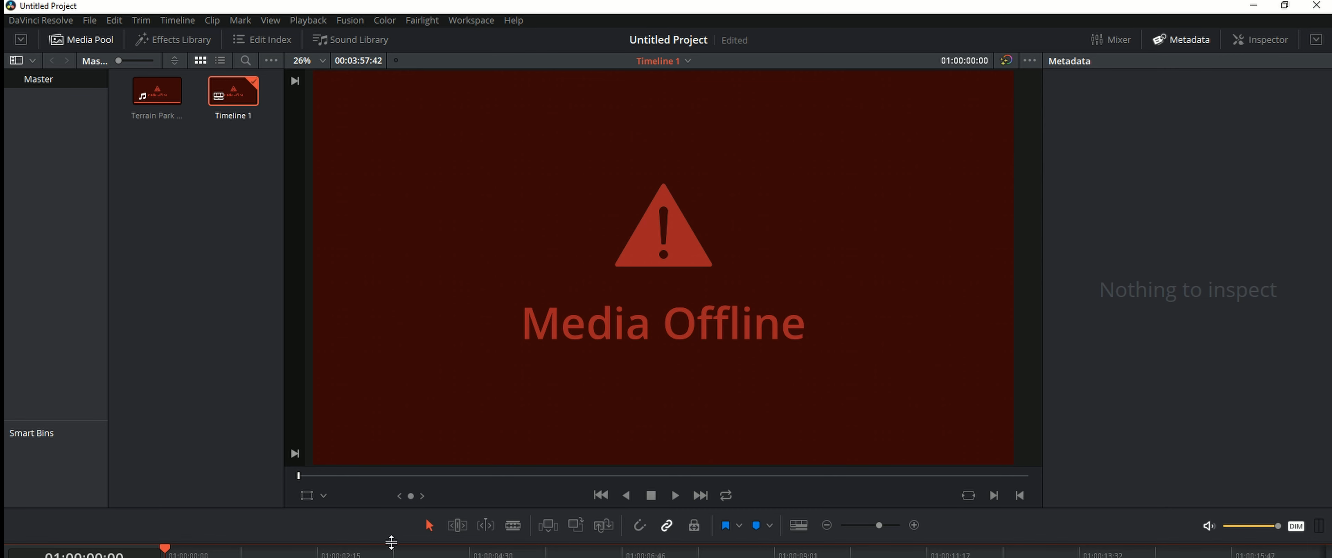 Untitled Project
DaVinci Resolve File Edit Trim Timeline Clip Mark View Playback Fusion Color Fairlight Workspace Help
Media Pool Effects Library Edit Index Sound Library Untitled Project Edited Mixer Metadata Inspector
Mas... 26% 00:03:57:42 Timeline 1 01:00:00:00 Metadata
Master
Terrain Park ... Timeline 1
Media Offline
Nothing to inspect
Smart Bins
DIM
01:00:00:00 01:00:00:00 01:00:02:15 01:00:04:30 01:00:06:46 01:00:09:01 01:00:11:17 01:00:13:32 01:00:15:47